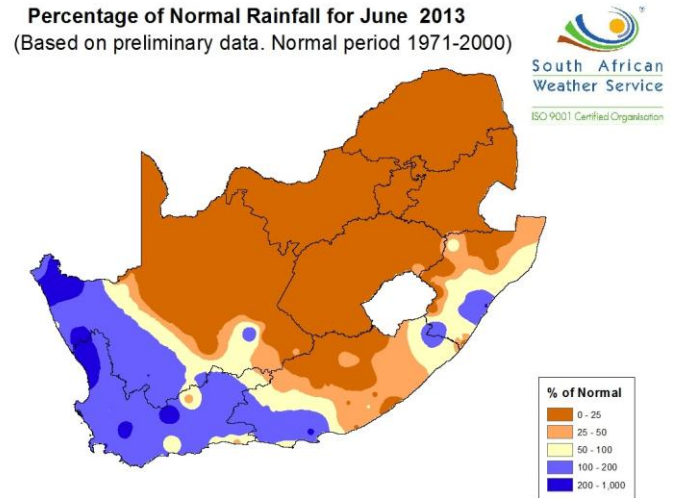 Percentage of Normal Rainfall for June 2013
(Based on preliminary data. Normal period 1971-2000)
South African
Weather Service
ISO 9001 Certified Organisation
% of Normal
0 - 25
25 - 50
50 - 100
100 - 200
200 - 1,000